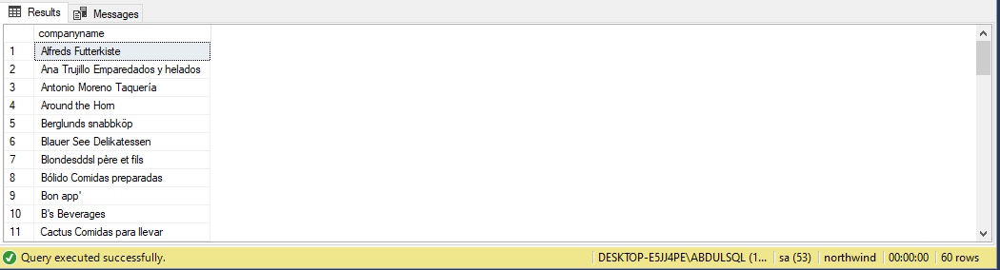 Results Messages
companyname
1 Alfreds Futterkiste
2 Ana Trujillo Emparedados y helados
3 Antonio Moreno Taquería
4 Around the Horn
5 Berglunds snabbköp
6 Blauer See Delikatessen
7 Blondesddsl père et fils
8 Bólido Comidas preparadas
9 Bon app'
10 B's Beverages
11 Cactus Comidas para llevar
Query executed successfully. DESKTOP-E5JJ4PE\ABDULSQL (1... sa (53) northwind 00:00:00 60 rows